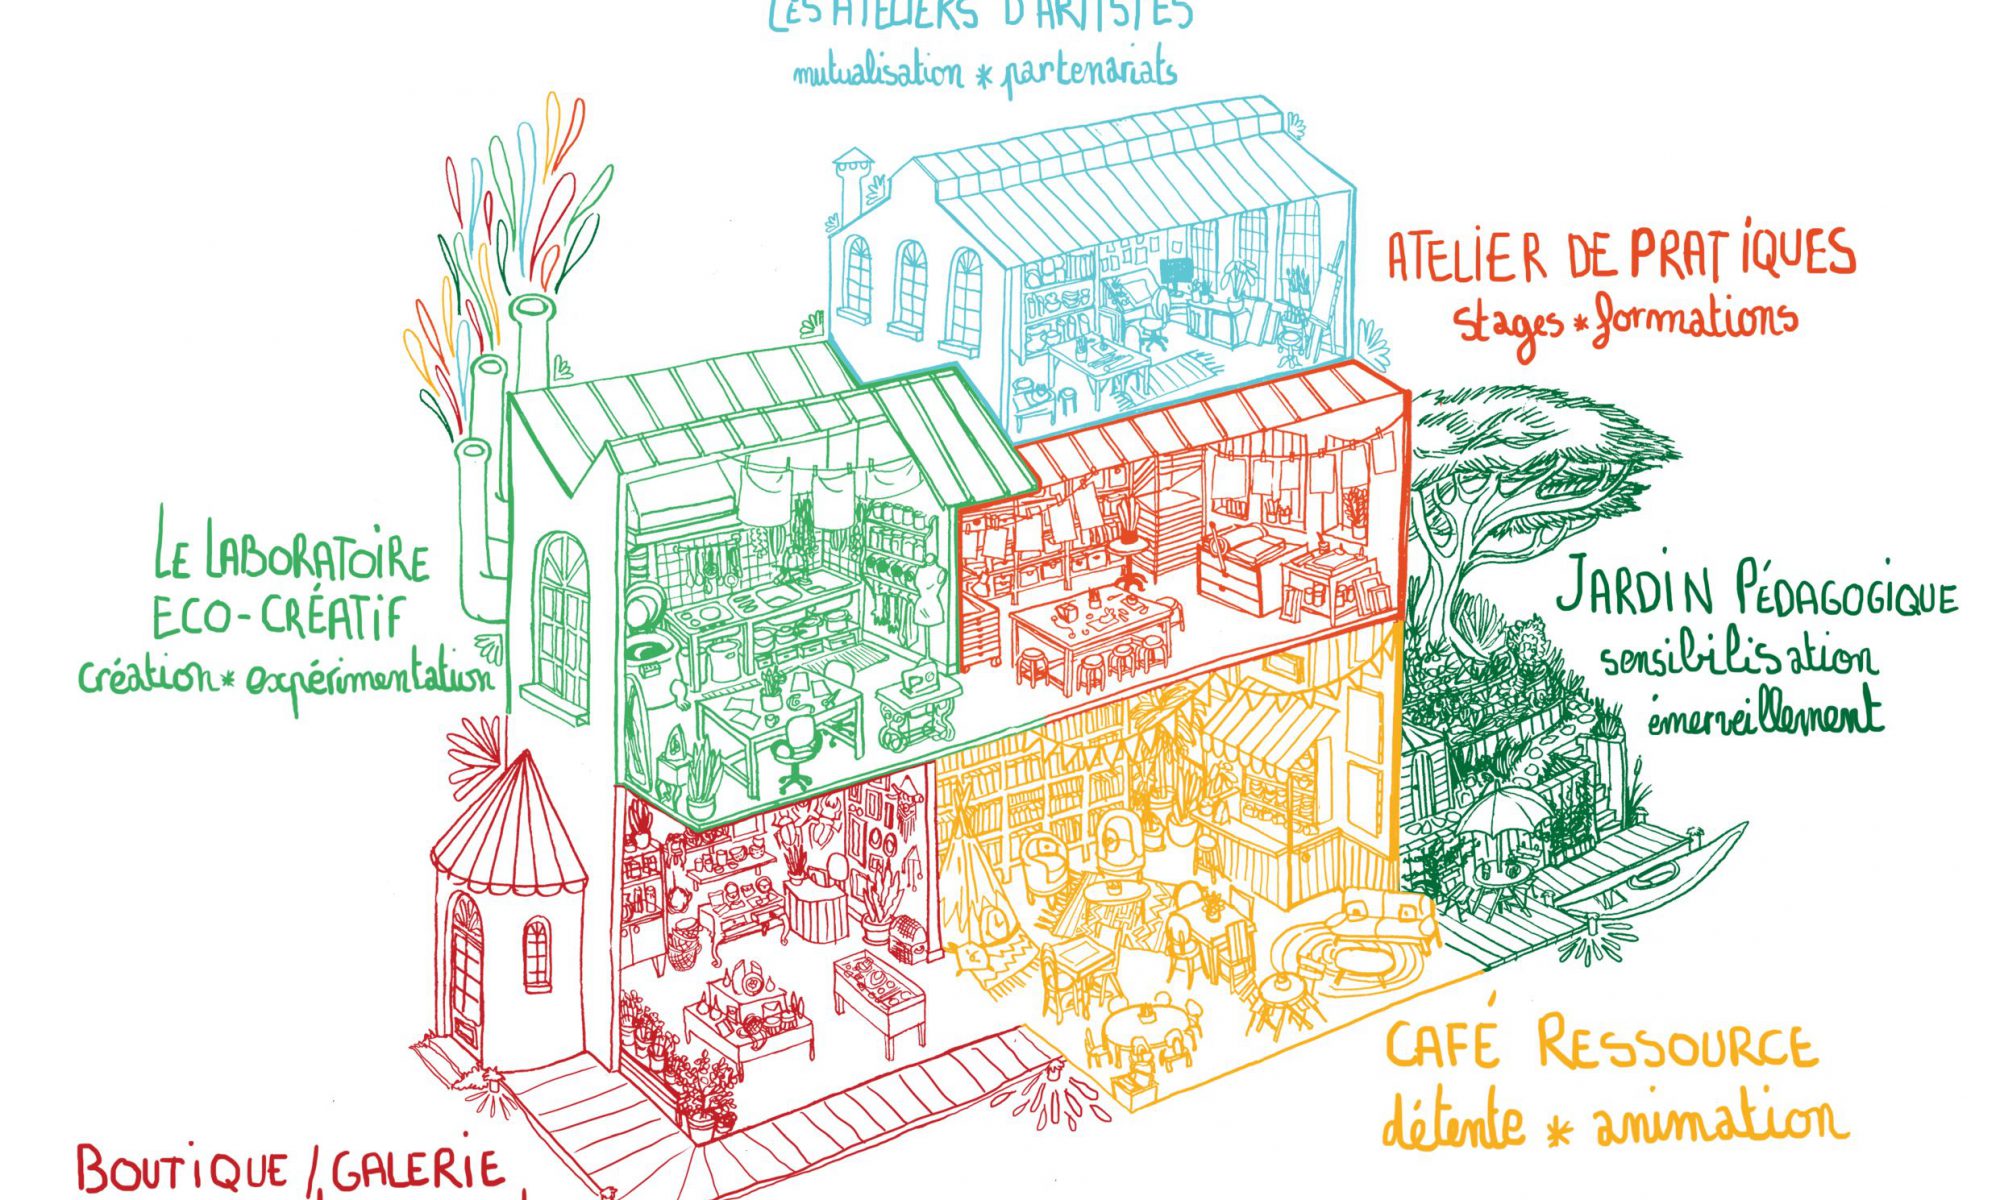 LES ATELIERS D'ARTISTES
mutualisation * partenariats
ATELIER DE PRATIQUES
stages * formations
LE LABORATOIRE
ECO-CRÉATIF
création * expérimentation
JARDIN PÉDAGOGIQUE
sensibilisation
émerveillement
CAFÉ RESSOURCE
détente * animation
BOUTIQUE / GALERIE